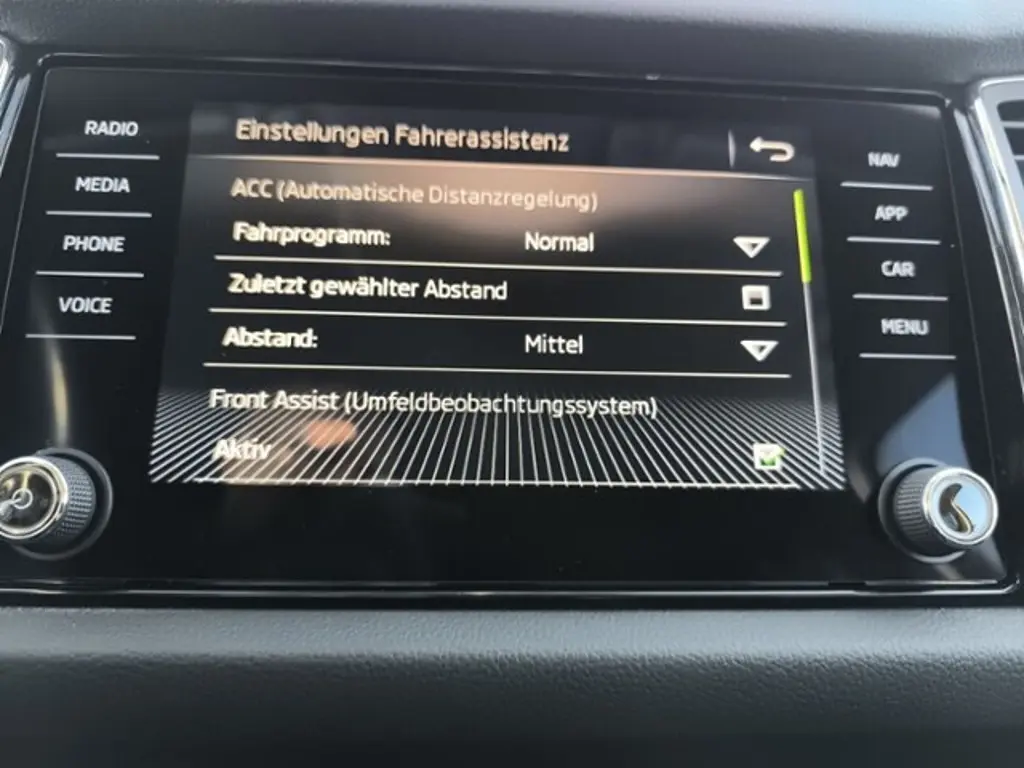 RADIO
MEDIA
PHONE
VOICE
Einstellungen Fahrerassistenz
ACC (Automatische Distanzregelung)
Fahrprogramm: Normal
Zuletzt gewählter Abstand
Abstand: Mittel
Front Assist (Umfeldbeobachtungssystem)
Aktiv
NAV
APP
CAR
MENU